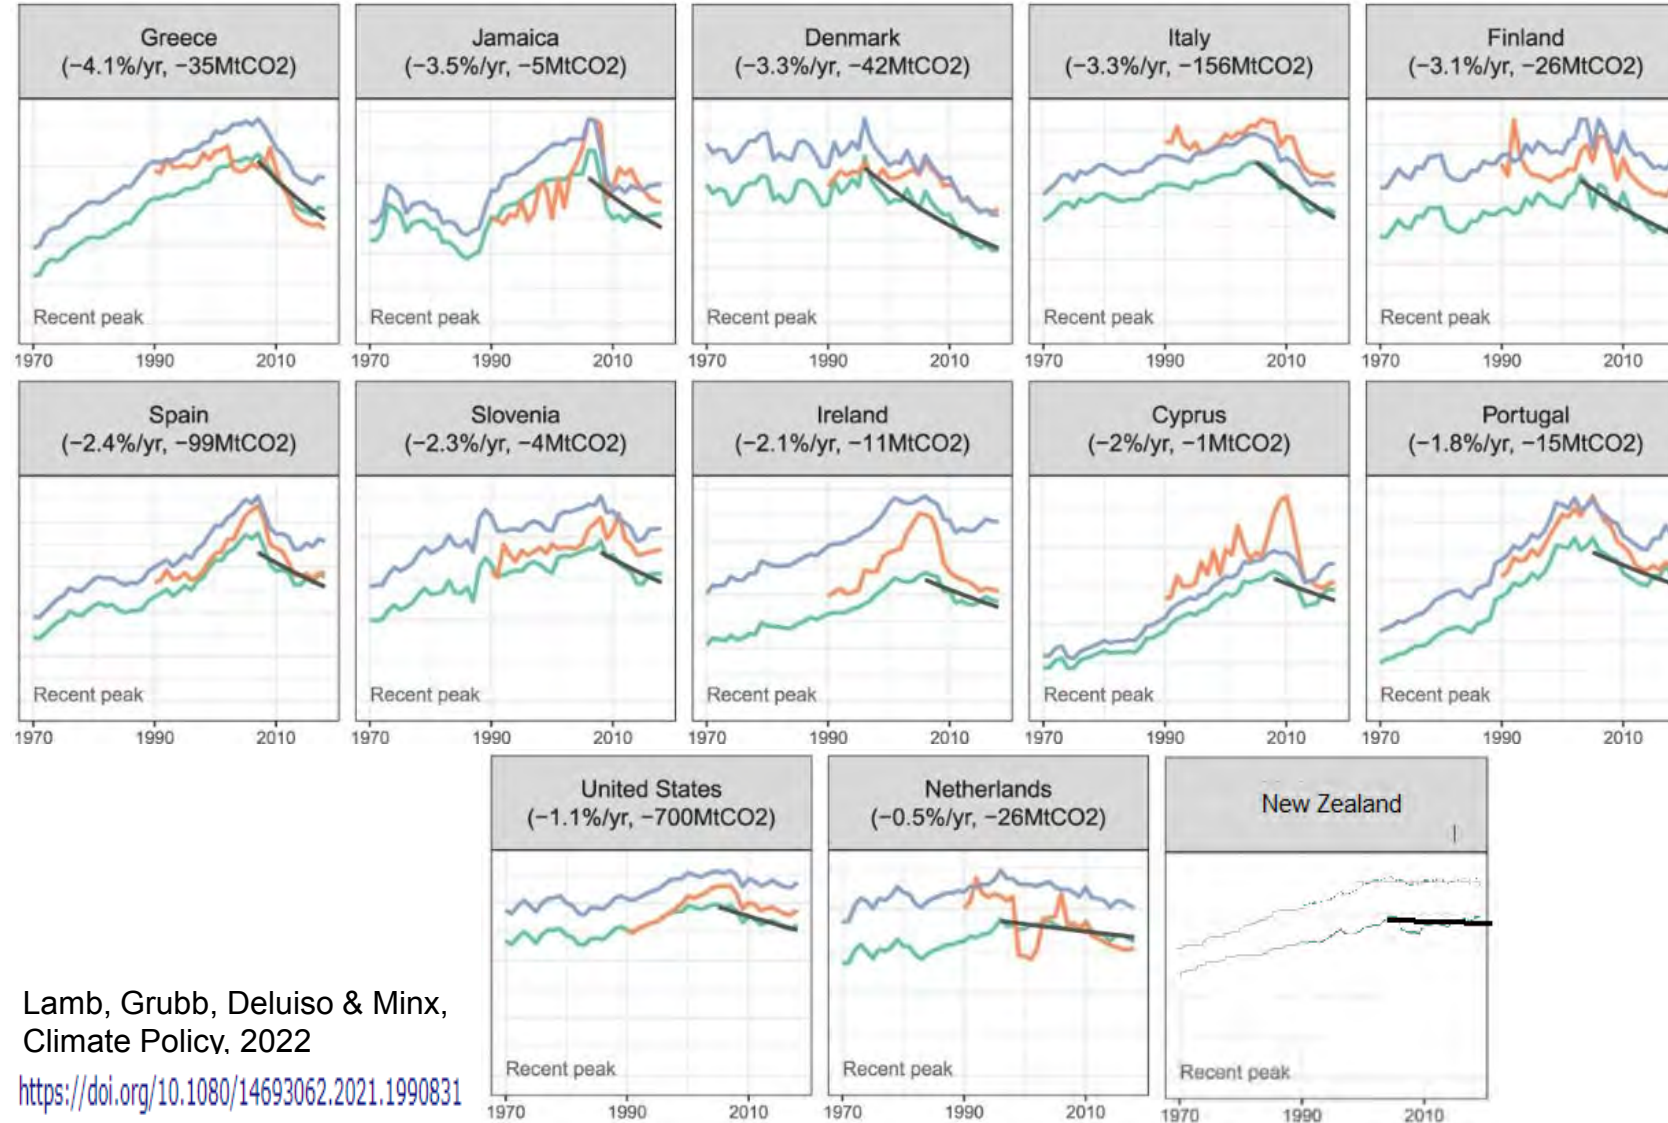 Greece
(−4.1%/yr, −35MtCO2)
Jamaica
(−3.5%/yr, −5MtCO2)
Denmark
(−3.3%/yr, −42MtCO2)
Italy
(−3.3%/yr, −156MtCO2)
Finland
(−3.1%/yr, −26MtCO2)
Recent peak
Recent peak
Recent peak
Recent peak
Recent peak
1970 1990 2010
1970 1990 2010
1970 1990 2010
1970 1990 2010
1970 1990 2010
Spain
(−2.4%/yr, −99MtCO2)
Slovenia
(−2.3%/yr, −4MtCO2)
Ireland
(−2.1%/yr, −11MtCO2)
Cyprus
(−2%/yr, −1MtCO2)
Portugal
(−1.8%/yr, −15MtCO2)
Recent peak
Recent peak
Recent peak
Recent peak
Recent peak
1970 1990 2010
1970 1990 2010
1970 1990 2010
1970 1990 2010
1970 1990 2010
United States
(−1.1%/yr, −700MtCO2)
Netherlands
(−0.5%/yr, −26MtCO2)
New Zealand
Recent peak
Recent peak
Recent peak
1970 1990 2010
1970 1990 2010
1970 1990 2010
Lamb, Grubb, Deluiso & Minx,
Climate Policy, 2022
https://doi.org/10.1080/14693062.2021.1990831